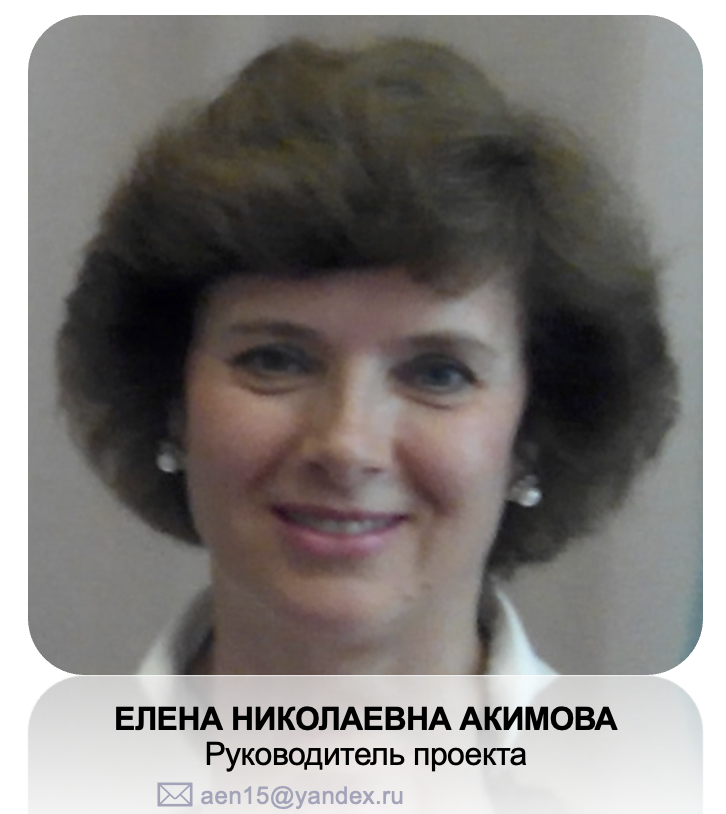 ЕЛЕНА НИКОЛАЕВНА АКИМОВА
Руководитель проекта
aen15@yandex.ru